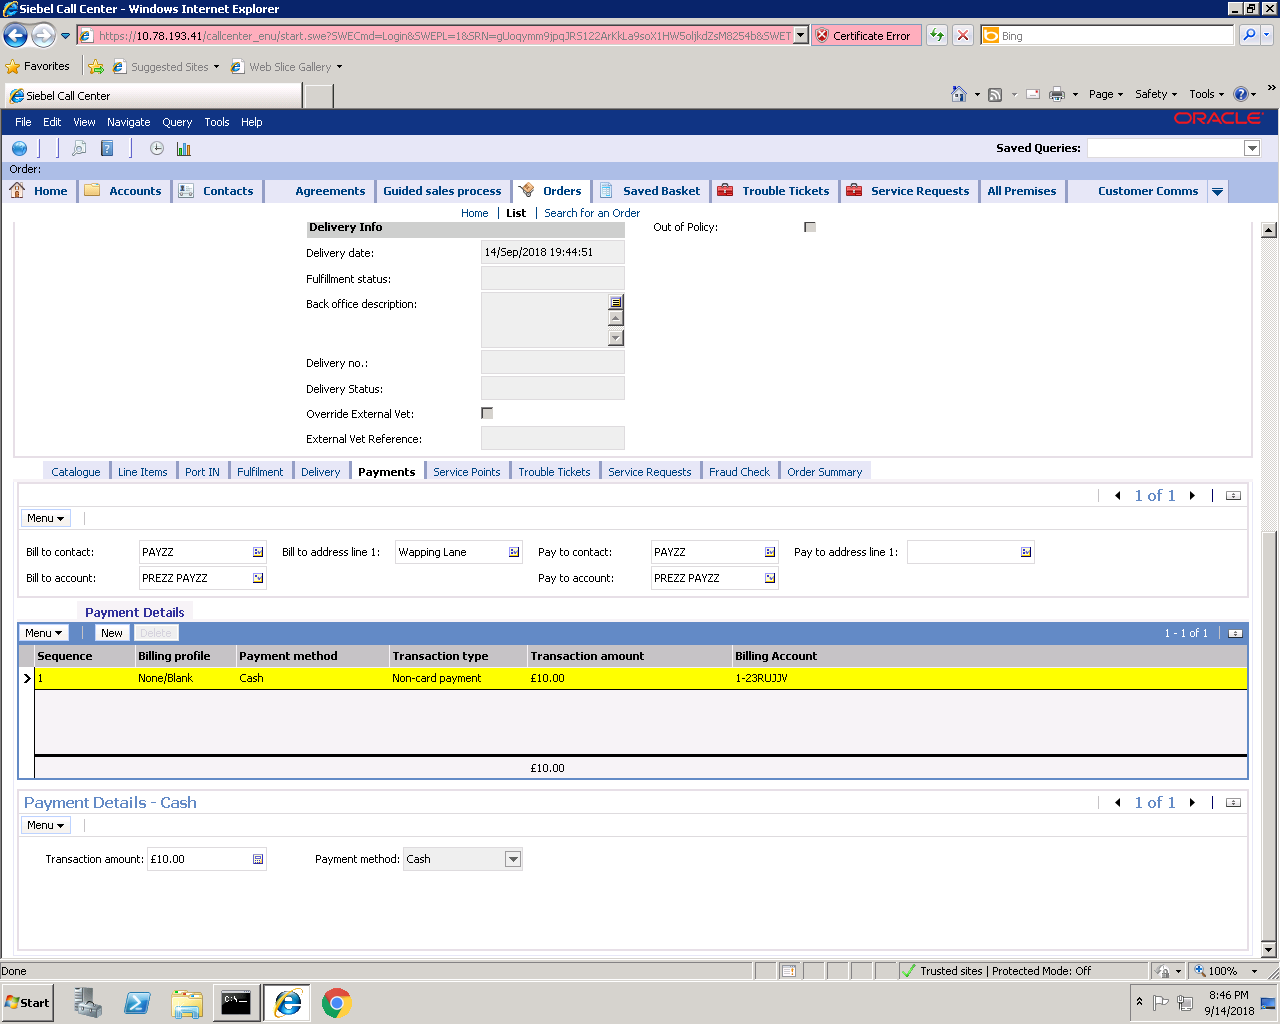 Siebel Call Center - Windows Internet Explorer
https://10.78.193.41/callcenter_enu/start.swe?SWECmd=Login&SWEPL=1&SRN=gUoqymm9jpqJRS122ArKkLa9soX1HW5oljkdZsM8254b&SWET
Certificate Error
Bing
Favorites
Suggested Sites
Web Slice Gallery
Siebel Call Center
Page
Safety
Tools
File Edit View Navigate Query Tools Help
ORACLE
Saved Queries:
Order:
Home
Accounts
Contacts
Agreements
Guided sales process
Orders
Saved Basket
Trouble Tickets
Service Requests
All Premises
Customer Comms
Home | List | Search for an Order
Delivery Info
Out of Policy:
Delivery date: 14/Sep/2018 19:44:51
Fulfillment status:
Back office description:
Delivery no.:
Delivery Status:
Override External Vet:
External Vet Reference:
Catalogue
Line Items
Port IN
Fulfilment
Delivery
Payments
Service Points
Trouble Tickets
Service Requests
Fraud Check
Order Summary
1 of 1
Menu
Bill to contact: PAYZZ Bill to address line 1: Wapping Lane Pay to contact: PAYZZ Pay to address line 1:
Bill to account: PREZZ PAYZZ Pay to account: PREZZ PAYZZ
Payment Details
Menu New Delete 1 - 1 of 1
Sequence Billing profile Payment method Transaction type Transaction amount Billing Account
1 None/Blank Cash Non-card payment £10.00 1-23RUJJV
£10.00
Payment Details - Cash 1 of 1
Menu
Transaction amount: £10.00 Payment method: Cash
Done
Trusted sites | Protected Mode: Off
100%
Start
C:\.
8:46 PM
9/14/2018